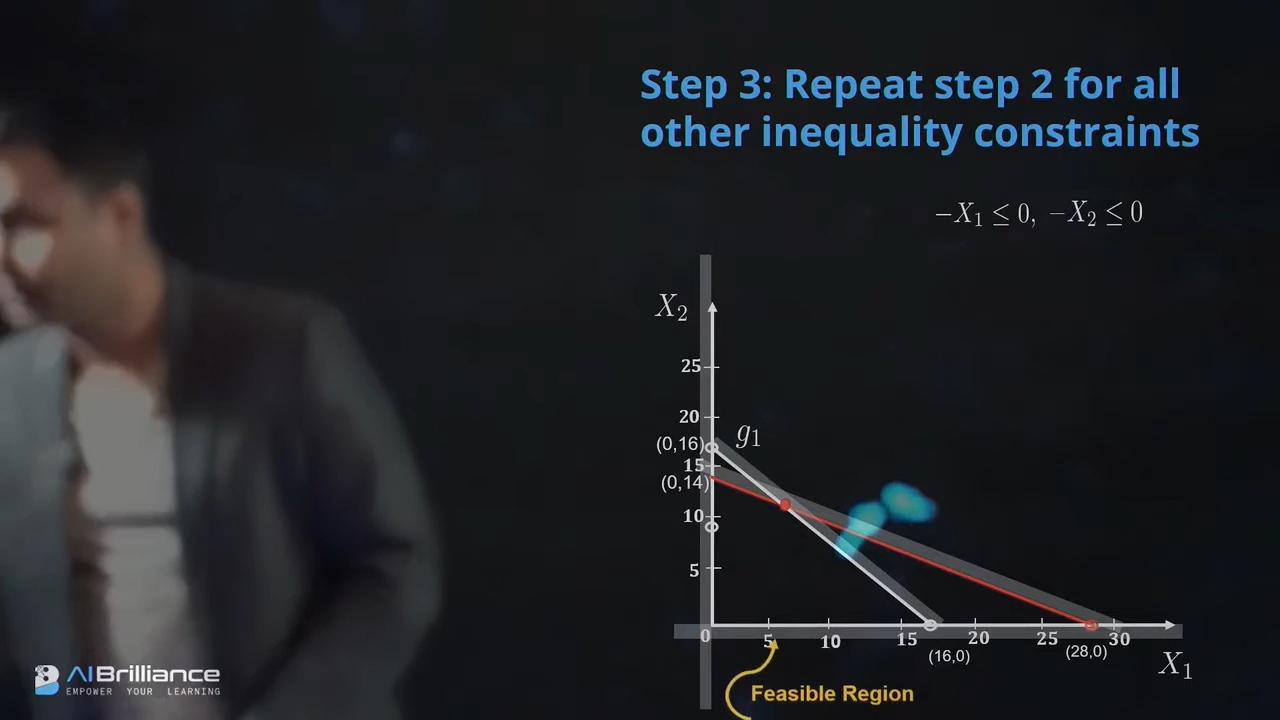 Step 3: Repeat step 2 for all
other inequality constraints
−X₁ ≤ 0, −X₂ ≤ 0
X₂
25
20
(0,16)
g₁
15
(0,14)
10
5
0 5 10 15 20 25 30
(16,0) (28,0)
X₁
Feasible Region
AIBrilliance
EMPOWER YOUR LEARNING